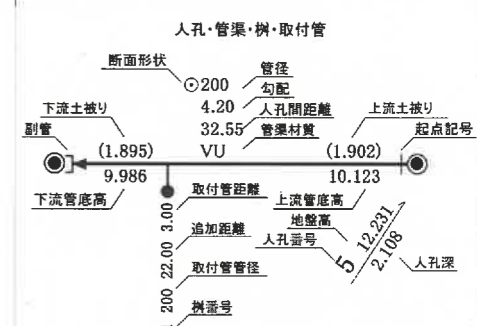 人孔・管渠・桝・取付管
断面形状
⊙200 管径
4.20 勾配
下流土被り 32.55 人孔間距離 上流土被り
副管 (1.895) VU 管渠材質 (1.902) 起点記号
9.986 10.123
下流管底高 取付管距離 上流管底高
3.00 地盤高 12.231
追加距離 人孔番号 5 2.108
22.00 人孔深
取付管管径
200
桝番号